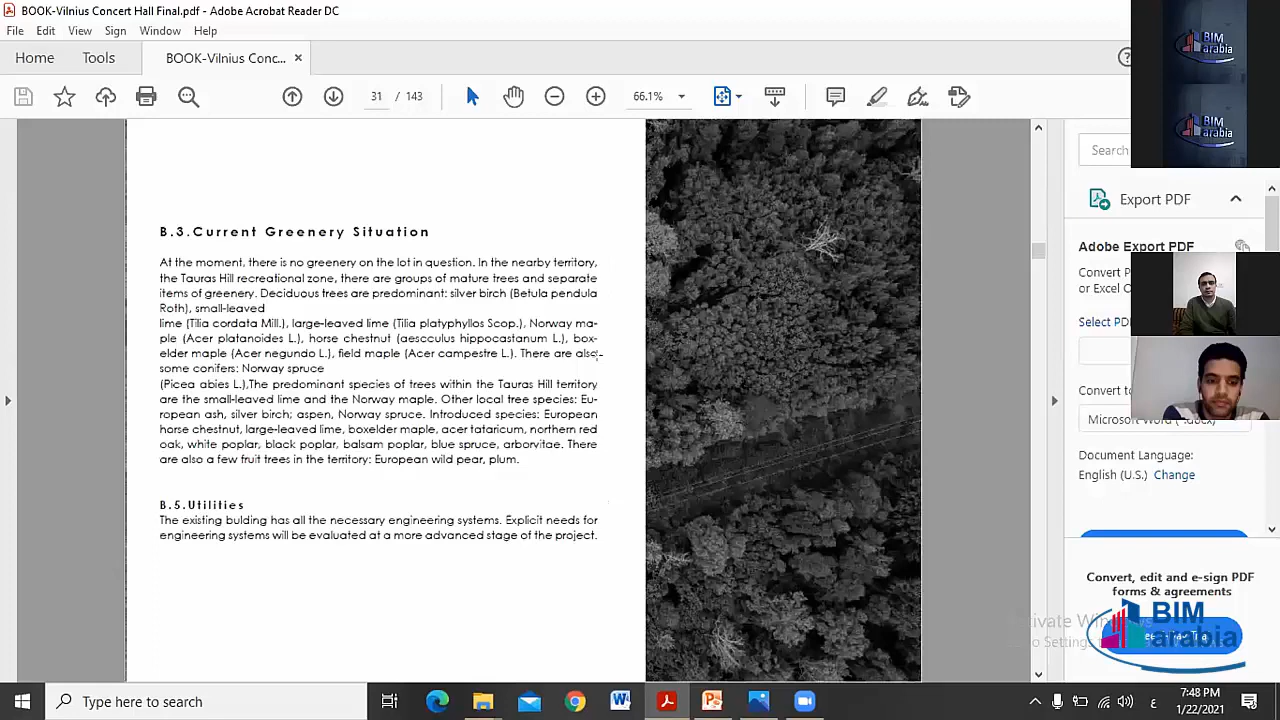 BOOK-Vilnius Concert Hall Final.pdf - Adobe Acrobat Reader DC
File Edit View Sign Window Help
Home Tools BOOK-Vilnius Conc... ×
31 / 143 66.1%
B.3.Current Greenery Situation
At the moment, there is no greenery on the lot in question. In the nearby territory,
the Tauras Hill recreational zone, there are groups of mature trees and separate
items of greenery. Deciduous trees are predominant: silver birch (Betula pendula
Roth), small-leaved
lime (Tilia cordata Mill.), large-leaved lime (Tilia platyphyllos Scop.), Norway ma-
ple (Acer platanoides L.), horse chestnut (aescculus hippocastanum L.), box-
elder maple (Acer negundo L.), field maple (Acer campestre L.). There are also
some conifers: Norway spruce
(Picea abies L.),The predominant species of trees within the Tauras Hill territory
are the small-leaved lime and the Norway maple. Other local tree species: Eu-
ropean ash, silver birch; aspen, Norway spruce. Introduced species: European
horse chestnut, large-leaved lime, boxelder maple, acer tataricum, northern red
oak, white poplar, black poplar, balsam poplar, blue spruce, arborvitae. There
are also a few fruit trees in the territory: European wild pear, plum.
B.5.Utilities
The existing bulding has all the necessary engineering systems. Explicit needs for
engineering systems will be evaluated at a more advanced stage of the project.
BIM
arabia
BIM
arabia
Search
Export PDF
Adobe Export PDF
Convert
or Excel
Select PD
Convert to
Microsoft Word (*.docx)
Document Language:
English (U.S.) Change
Convert, edit and e-sign PDF
forms & agreements
BIM
arabia
Type here to search
ع
7:48 PM
1/22/2021